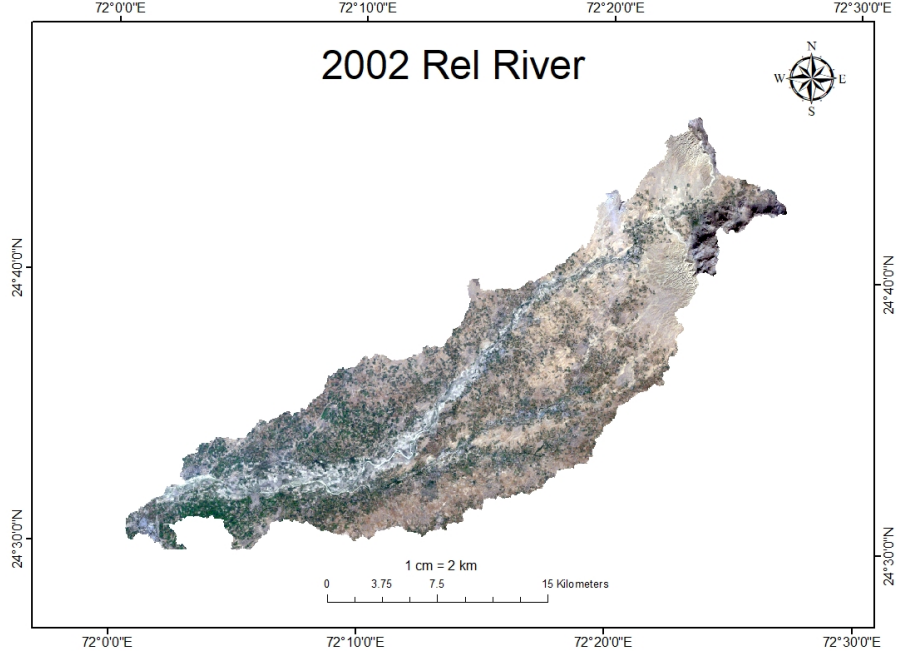 72°0'0"E 72°10'0"E 72°20'0"E 72°30'0"E
2002 Rel River
N
W E
S
24°40'0"N 24°40'0"N
24°30'0"N 24°30'0"N
1 cm = 2 km
0 3.75 7.5 15 Kilometers
72°0'0"E 72°10'0"E 72°20'0"E 72°30'0"E